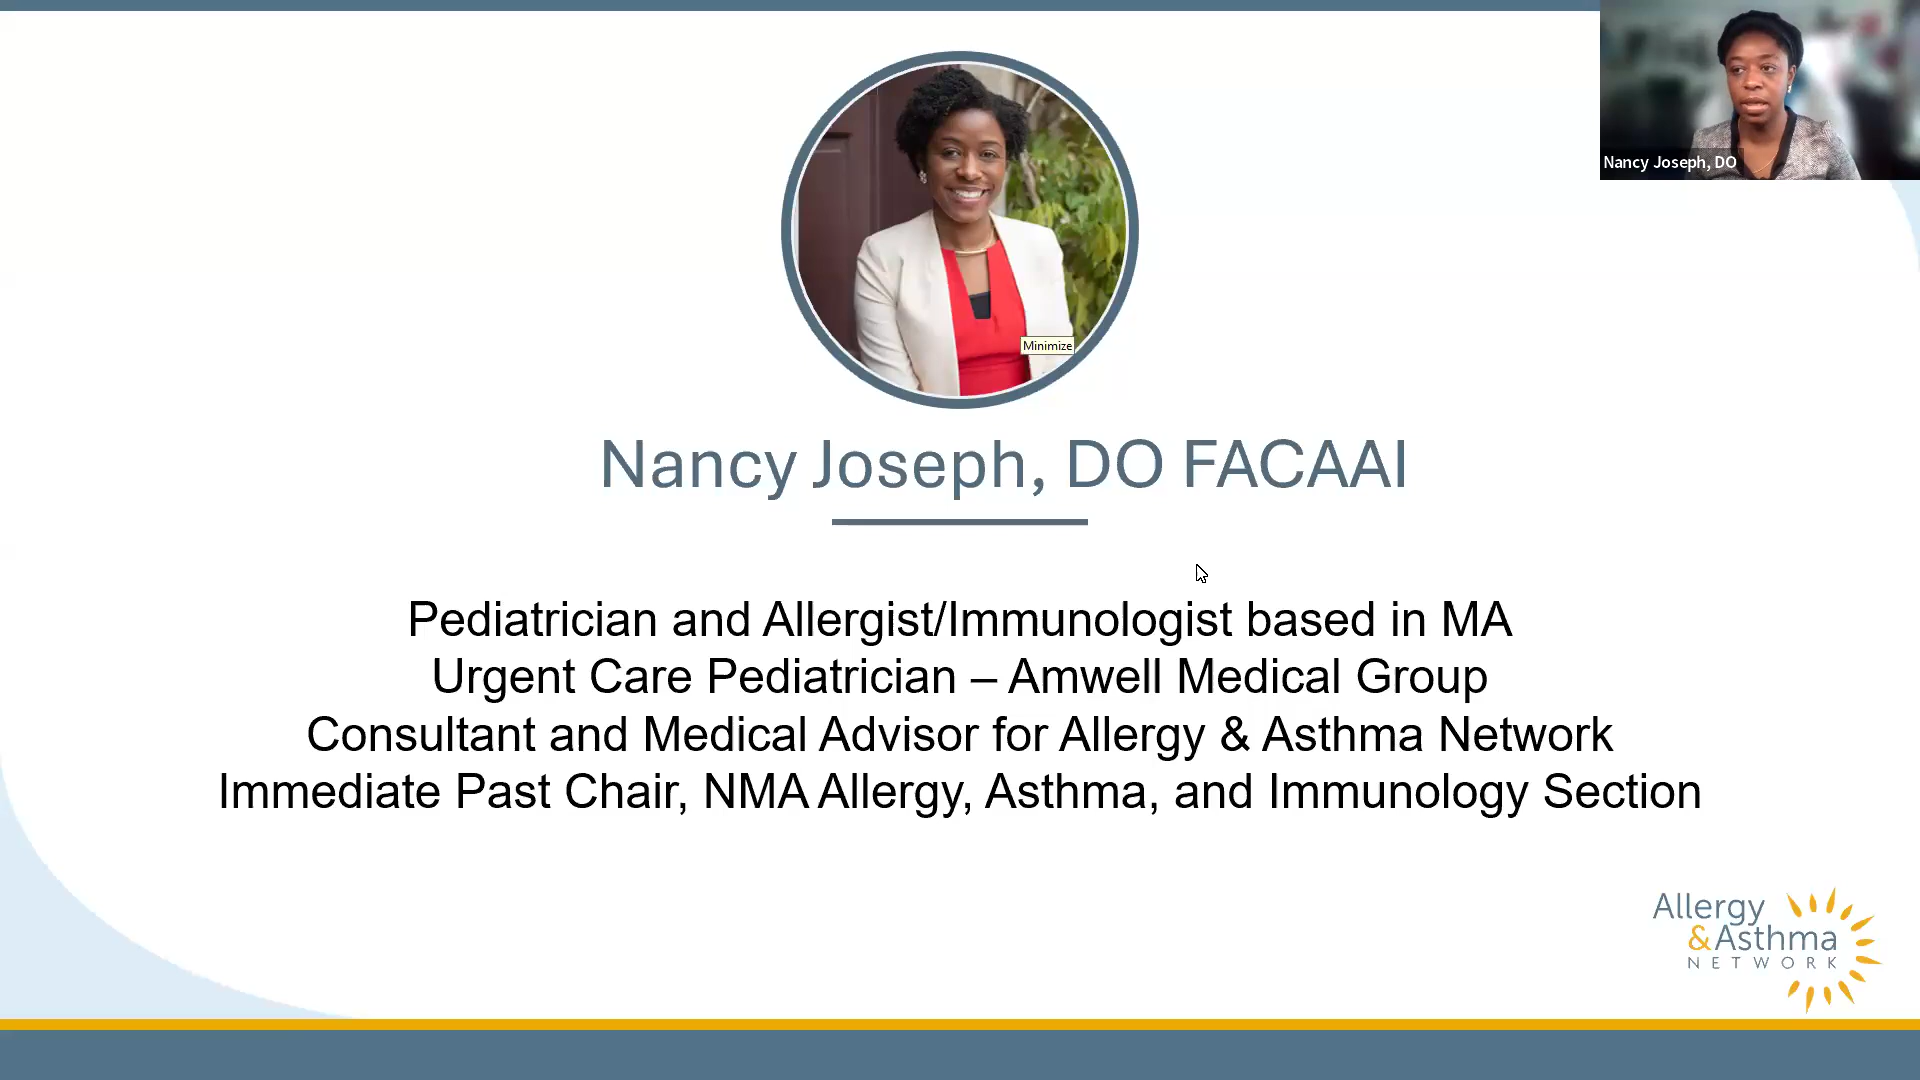 Nancy Joseph, DO
Minimize
Nancy Joseph, DO FACAAI
Pediatrician and Allergist/Immunologist based in MA
Urgent Care Pediatrician – Amwell Medical Group
Consultant and Medical Advisor for Allergy & Asthma Network
Immediate Past Chair, NMA Allergy, Asthma, and Immunology Section
Allergy
&Asthma
NETWORK